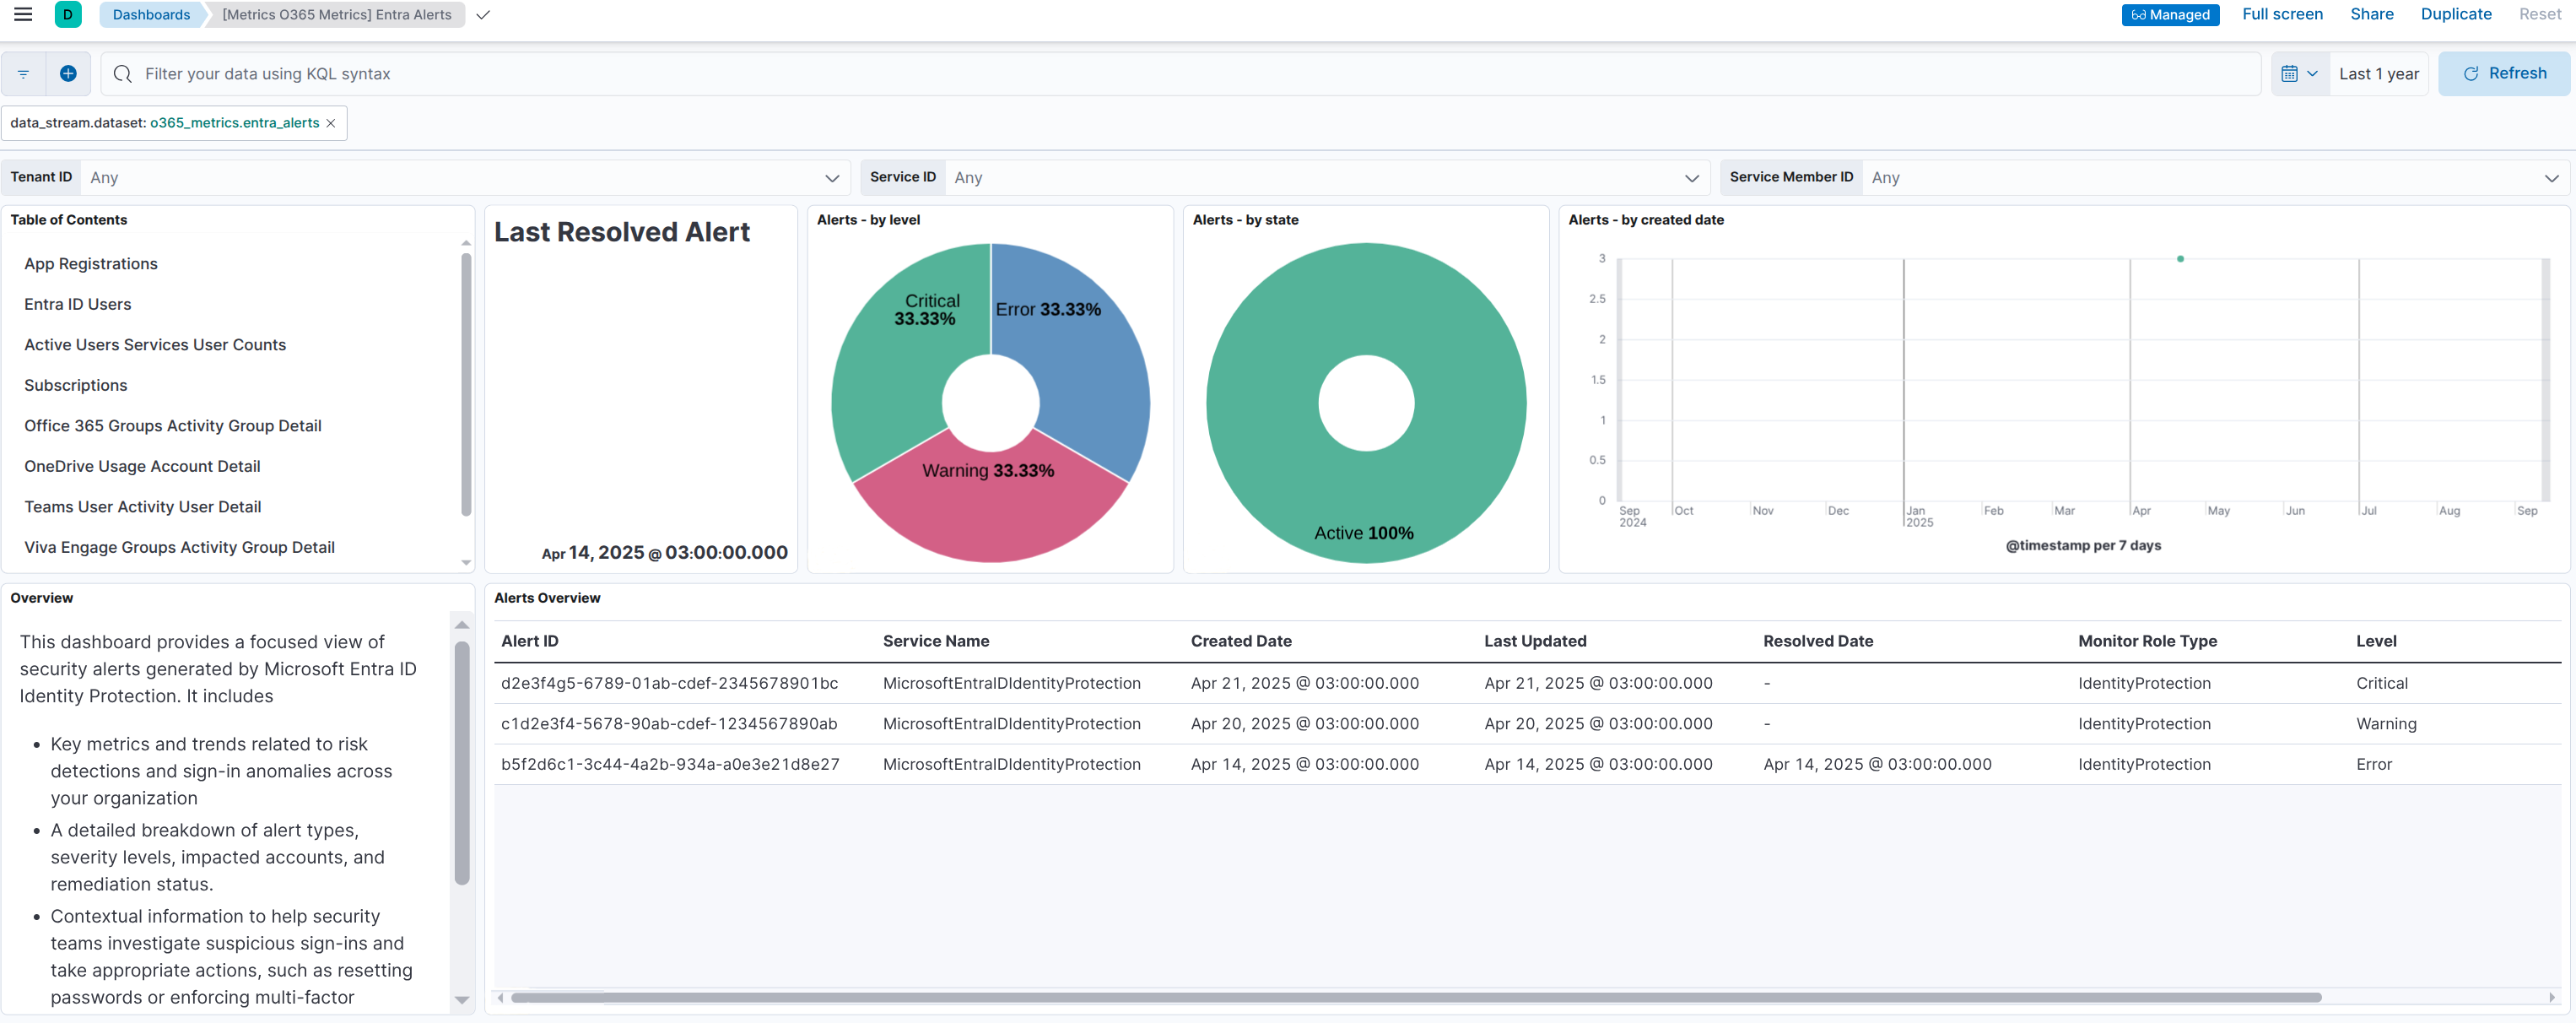 D
Dashboards
[Metrics O365 Metrics] Entra Alerts
Managed
Full screen
Share
Duplicate
Reset
Filter your data using KQL syntax
Last 1 year
Refresh
data_stream.dataset: o365_metrics.entra_alerts
Tenant ID Any
Service ID Any
Service Member ID Any
Table of Contents
App Registrations
Entra ID Users
Active Users Services User Counts
Subscriptions
Office 365 Groups Activity Group Detail
OneDrive Usage Account Detail
Teams User Activity User Detail
Viva Engage Groups Activity Group Detail
Last Resolved Alert
Apr 14, 2025 @ 03:00:00.000
Alerts - by level
Critical
33.33%
Error 33.33%
Warning 33.33%
Alerts - by state
Active 100%
Alerts - by created date
3
2.5
2
1.5
1
0.5
0
Sep Oct Nov Dec Jan Feb Mar Apr May Jun Jul Aug Sep
2024 2025
@timestamp per 7 days
Overview
This dashboard provides a focused view of
security alerts generated by Microsoft Entra ID
Identity Protection. It includes
• Key metrics and trends related to risk
detections and sign-in anomalies across
your organization
• A detailed breakdown of alert types,
severity levels, impacted accounts, and
remediation status.
• Contextual information to help security
teams investigate suspicious sign-ins and
take appropriate actions, such as resetting
passwords or enforcing multi-factor
Alerts Overview
Alert ID Service Name Created Date Last Updated Resolved Date Monitor Role Type Level
d2e3f4g5-6789-01ab-cdef-2345678901bc MicrosoftEntraIDIdentityProtection Apr 21, 2025 @ 03:00:00.000 Apr 21, 2025 @ 03:00:00.000 - IdentityProtection Critical
c1d2e3f4-5678-90ab-cdef-1234567890ab MicrosoftEntraIDIdentityProtection Apr 20, 2025 @ 03:00:00.000 Apr 20, 2025 @ 03:00:00.000 - IdentityProtection Warning
b5f2d6c1-3c44-4a2b-934a-a0e3e21d8e27 MicrosoftEntraIDIdentityProtection Apr 14, 2025 @ 03:00:00.000 Apr 14, 2025 @ 03:00:00.000 Apr 14, 2025 @ 03:00:00.000 IdentityProtection Error